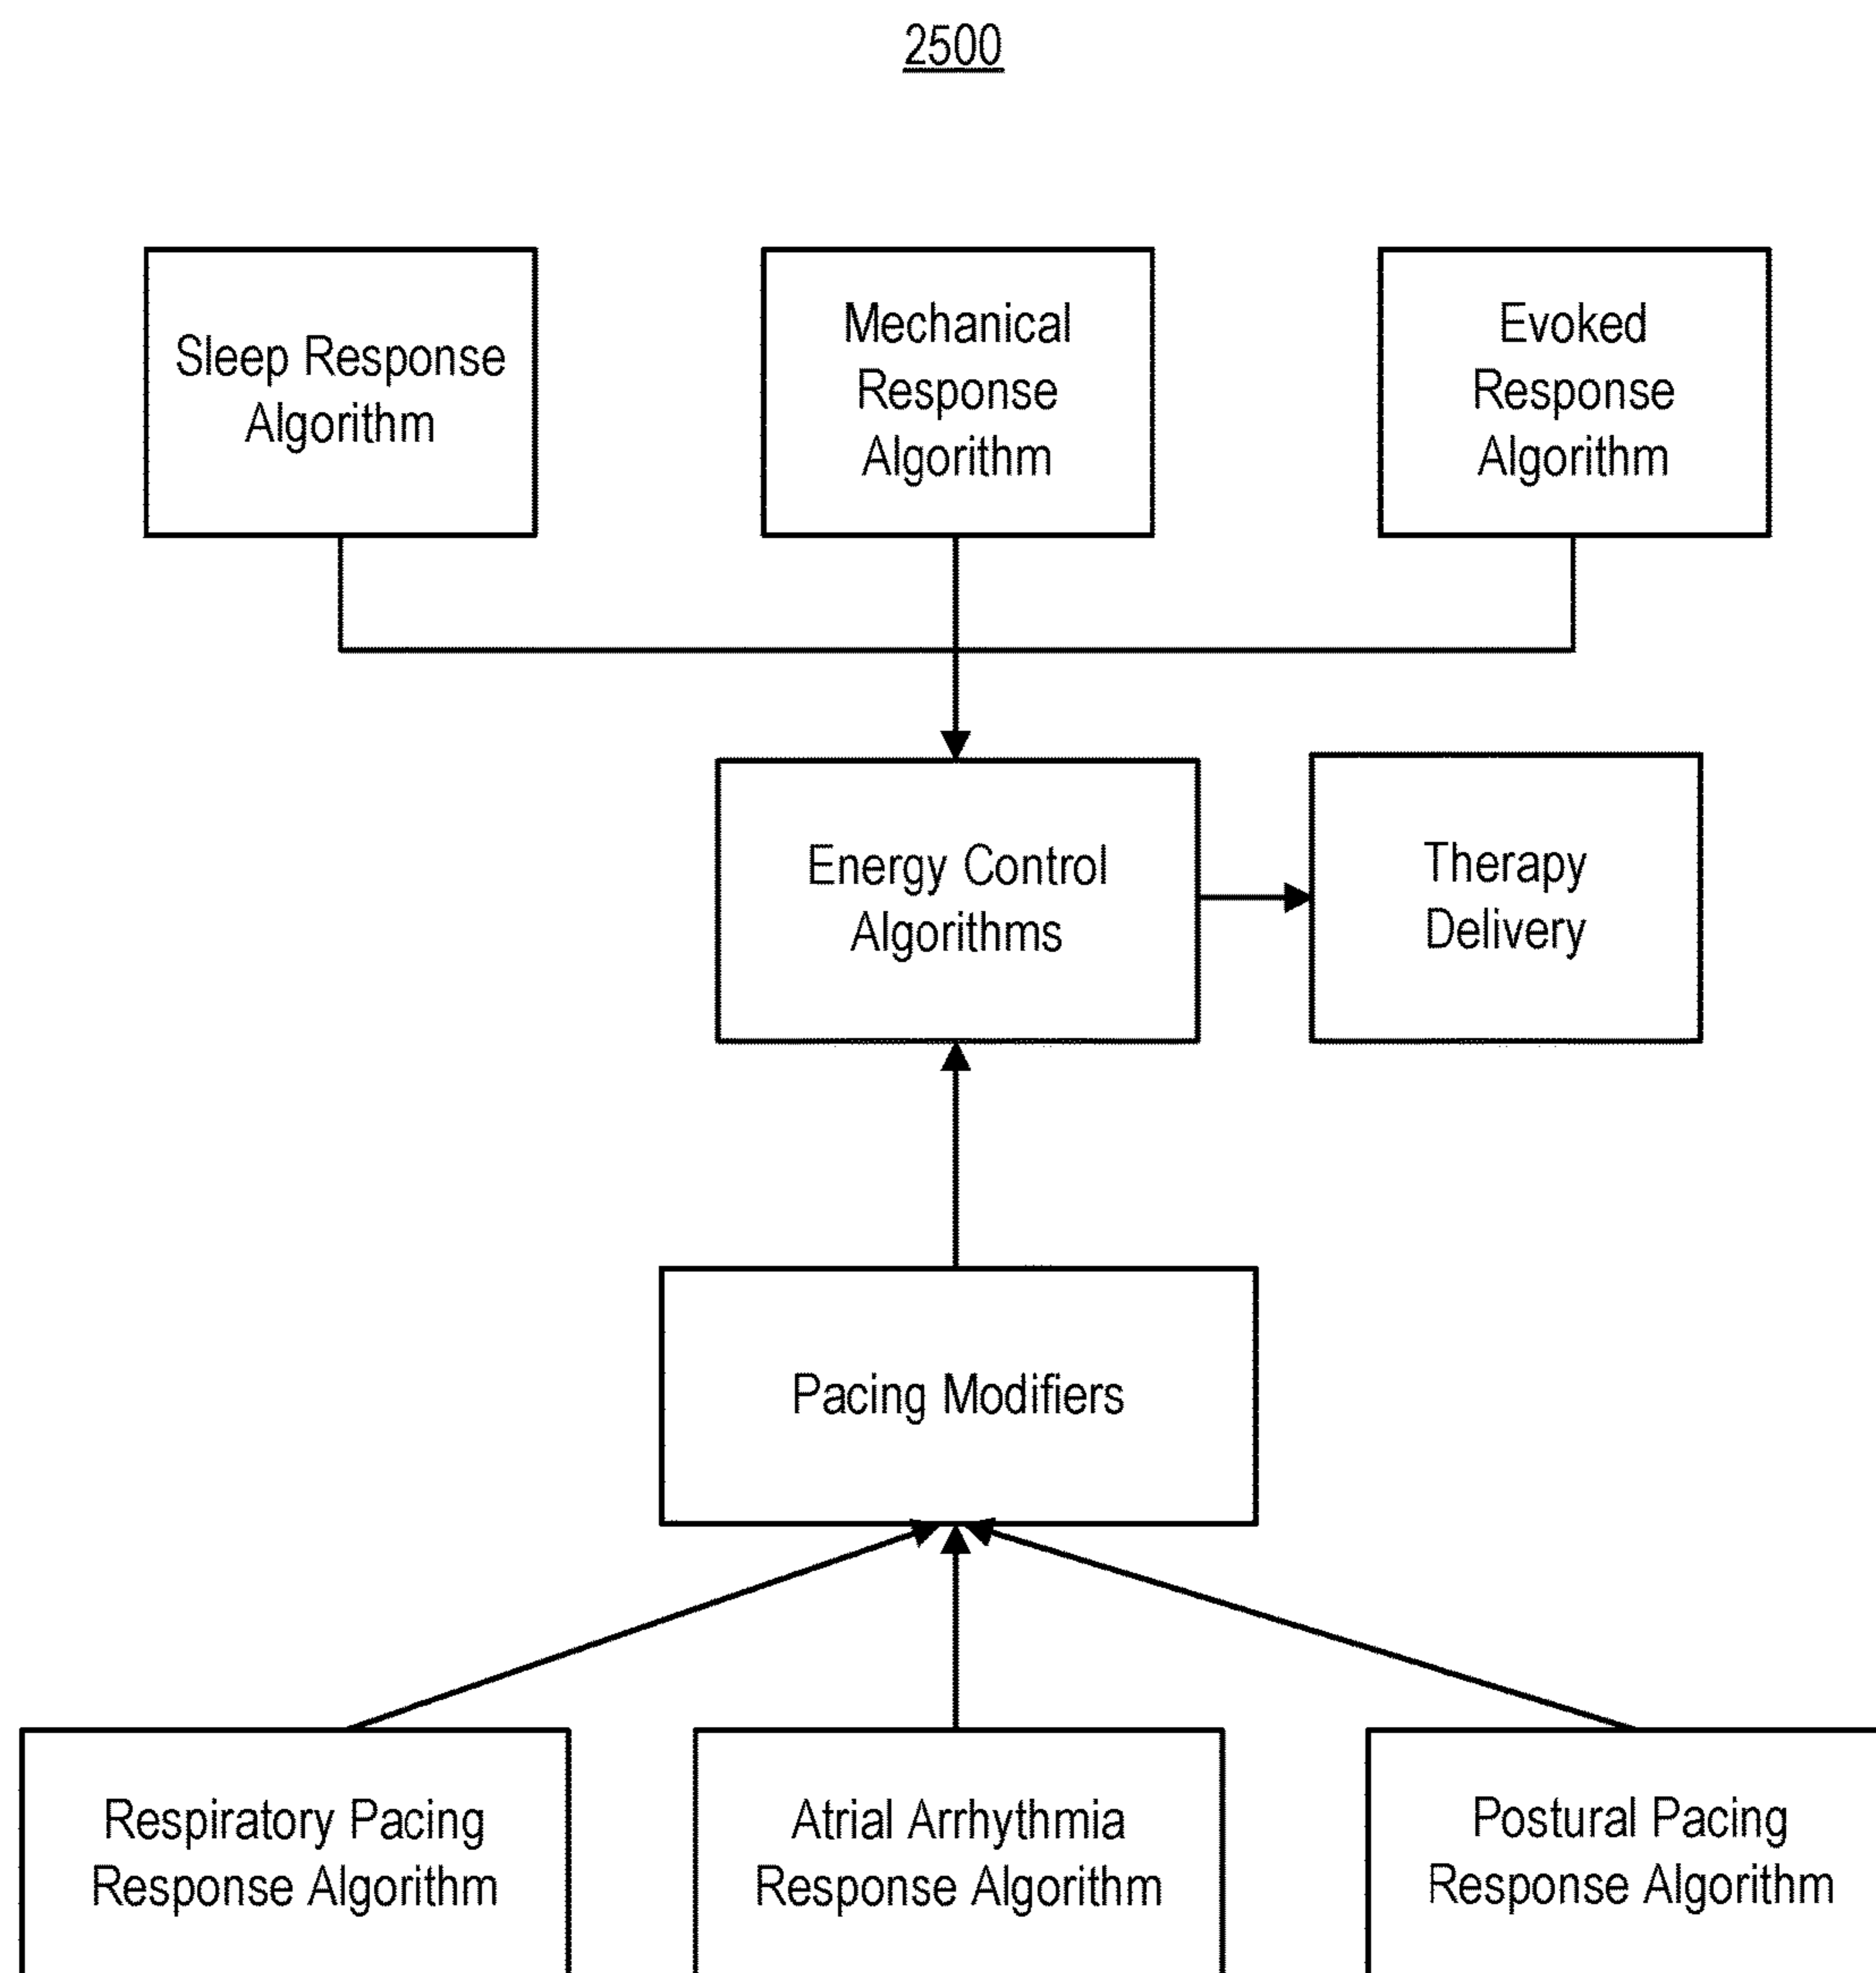 2500
Sleep Response
Algorithm
Mechanical
Response
Algorithm
Evoked
Response
Algorithm
Energy Control
Algorithms
Therapy
Delivery
Pacing Modifiers
Respiratory Pacing
Response Algorithm
Atrial Arrhythmia
Response Algorithm
Postural Pacing
Response Algorithm